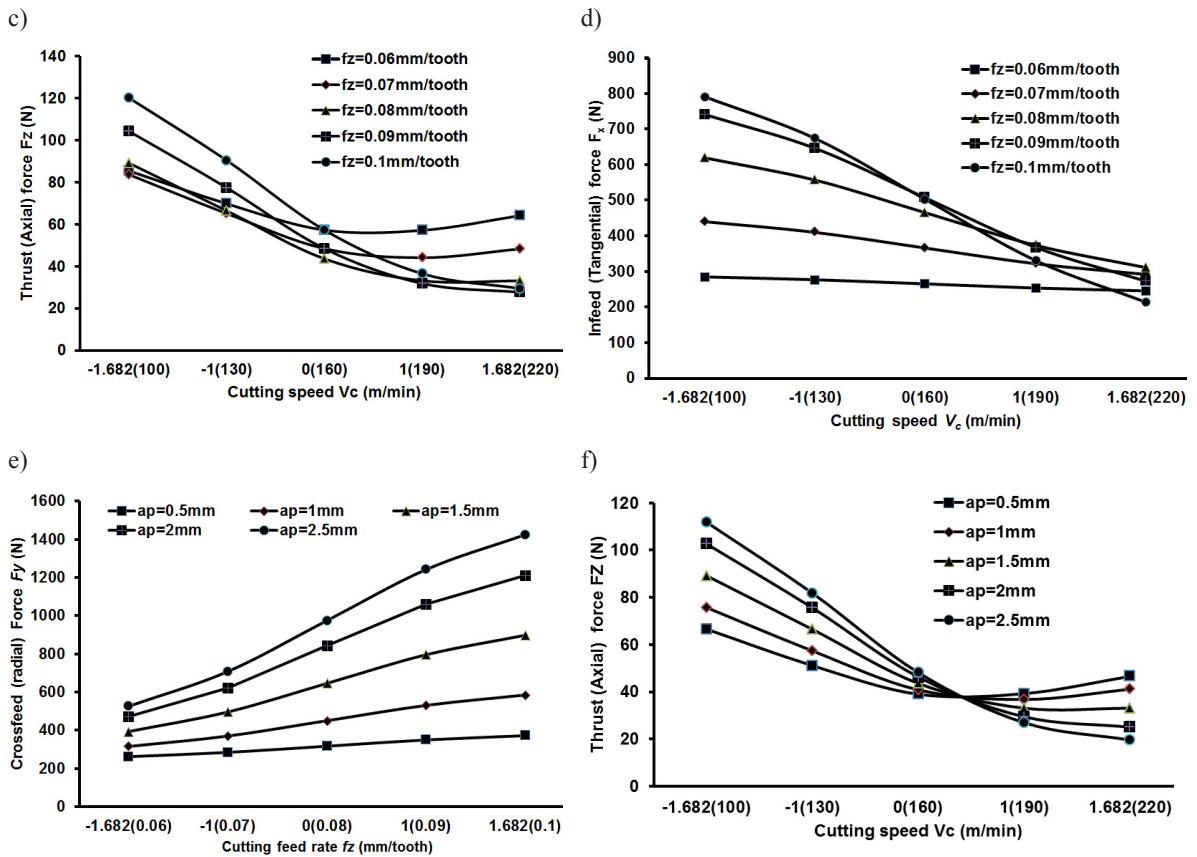 c)
140
120
100
80
60
40
20
0
Thrust (Axial) force Fz (N)
fz=0.06mm/tooth
fz=0.07mm/tooth
fz=0.08mm/tooth
fz=0.09mm/tooth
fz=0.1mm/tooth
-1.682(100) -1(130) 0(160) 1(190) 1.682(220)
Cutting speed Vc (m/min)
d)
900
800
700
600
500
400
300
200
100
0
Infeed (Tangential) force Fx (N)
fz=0.06mm/tooth
fz=0.07mm/tooth
fz=0.08mm/tooth
fz=0.09mm/tooth
fz=0.1mm/tooth
-1.682(100) -1(130) 0(160) 1(190) 1.682(220)
Cutting speed Vc (m/min)
e)
1600
1400
1200
1000
800
600
400
200
0
Crossfeed (radial) Force Fy (N)
ap=0.5mm ap=1mm ap=1.5mm
ap=2mm ap=2.5mm
-1.682(0.06) -1(0.07) 0(0.08) 1(0.09) 1.682(0.1)
Cutting feed rate fz (mm/tooth)
f)
120
100
80
60
40
20
0
Thrust (Axial) force FZ (N)
ap=0.5mm
ap=1mm
ap=1.5mm
ap=2mm
ap=2.5mm
-1.682(100) -1(130) 0(160) 1(190) 1.682(220)
Cutting speed Vc (m/min)